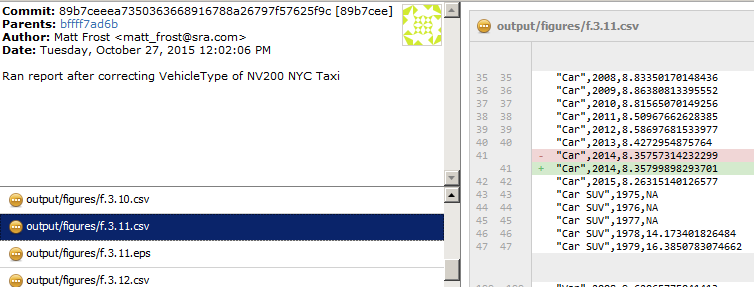 Commit: 89b7ceeea7350363668916788a26797f57625f9c [89b7cee]
Parents: bffff7ad6b
Author: Matt Frost <matt_frost@sra.com>
Date: Tuesday, October 27, 2015 12:02:06 PM
Ran report after correcting VehicleType of NV200 NYC Taxi
output/figures/f.3.10.csv
output/figures/f.3.11.csv
output/figures/f.3.11.eps
output/figures/f.3.12.csv
output/figures/f.3.11.csv
35 35 "Car",2008,8.83350170148436
36 36 "Car",2009,8.86380813395552
37 37 "Car",2010,8.81565070149256
38 38 "Car",2011,8.50967662628385
39 39 "Car",2012,8.58697681533977
40 40 "Car",2013,8.4272954875764
41 - "Car",2014,8.35757314232299
41 + "Car",2014,8.35799898293701
42 42 "Car",2015,8.26315140126577
43 43 "Car SUV",1975,NA
44 44 "Car SUV",1976,NA
45 45 "Car SUV",1977,NA
46 46 "Car SUV",1978,14.173401826484
47 47 "Car SUV",1979,16.3850783074662